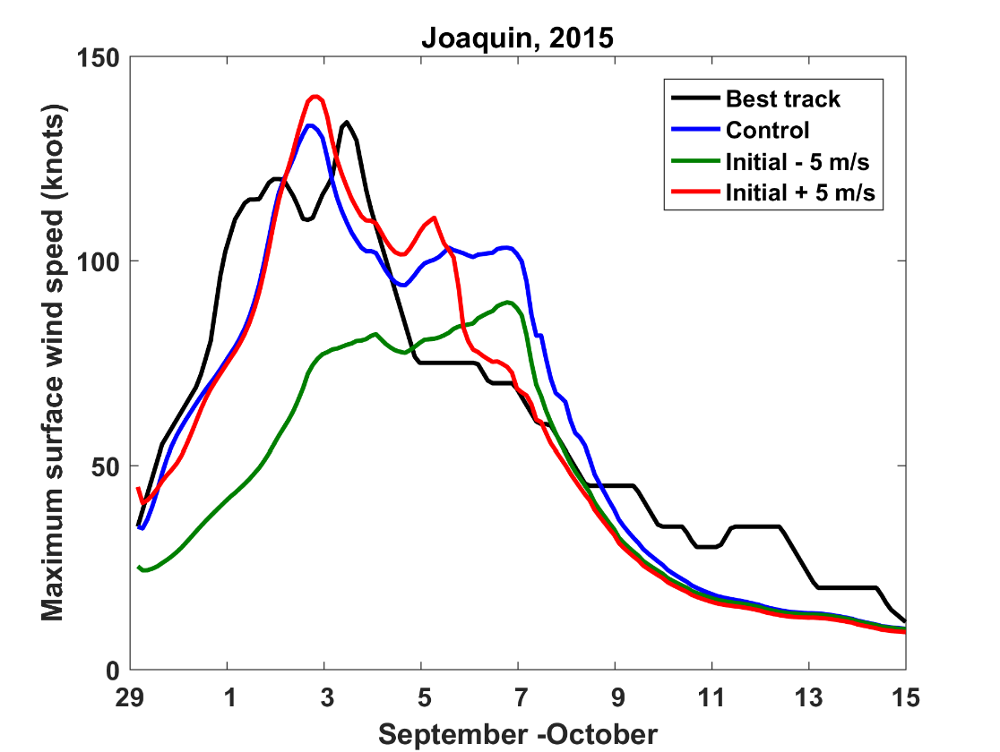 Joaquin, 2015
150
100
50
0
Maximum surface wind speed (knots)
Best track
Control
Initial - 5 m/s
Initial + 5 m/s
29 1 3 5 7 9 11 13 15
September -October